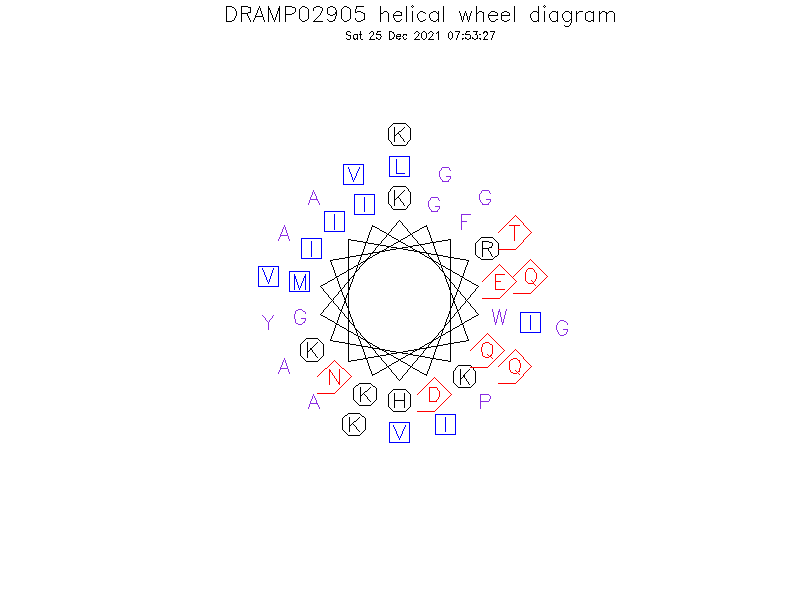 DRAMP02905 helical wheel diagram
Sat 25 Dec 2021 07:53:27
K
V L G
A I K G G
A I F T
I R
V M E Q
Y G W I G
K Q
A N Q
A K H D K P
K V I